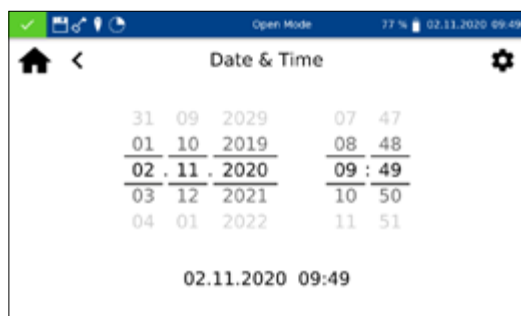 Open Mode 77 % 02.11.2020 09:49
Date & Time
31 09 2029 07 47
01 10 2019 08 48
02 . 11 . 2020 09 : 49
03 12 2021 10 50
04 01 2022 11 51
02.11.2020 09:49